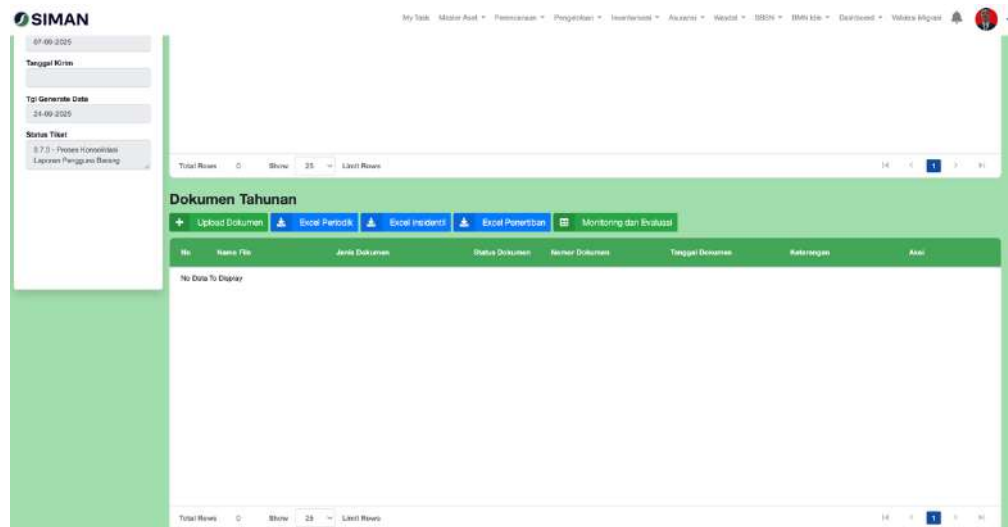 SIMAN
My Task Master Aset Perencanaan Pengelolaan Inventarisasi Asuransi Wasdal SBSN BMN Idle Dashboard Validasi Migrasi
07-09-2025
Tanggal Kirim
Tgl Generate Data
24-09-2025
Status Tiket
Proses Konsolidasi
Laporan Pengguna Barang
Total Rows 0 Show 25 Limit Rows 1
Dokumen Tahunan
Upload Dokumen Excel Periodik Excel Insidentil Excel Penertiban Monitoring dan Evaluasi
No Nama File Jenis Dokumen Status Dokumen Nomor Dokumen Tanggal Dokumen Keterangan Aksi
No Data To Display
Total Rows 0 Show 25 Limit Rows 1